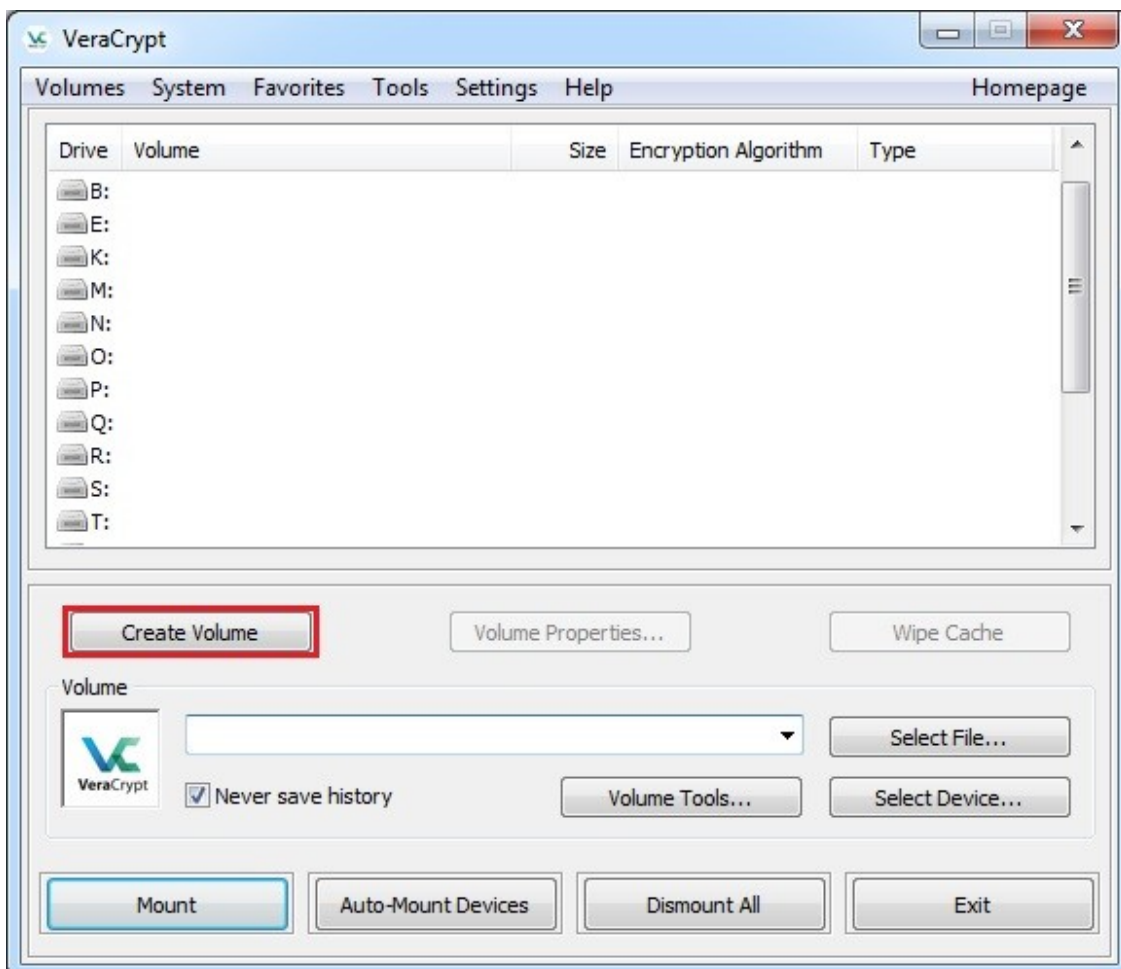 VeraCrypt
Volumes System Favorites Tools Settings Help Homepage
Drive Volume Size Encryption Algorithm Type
B:
E:
K:
M:
N:
O:
P:
Q:
R:
S:
T:
Create Volume Volume Properties... Wipe Cache
Volume
VeraCrypt
Select File...
Never save history Volume Tools... Select Device...
Mount Auto-Mount Devices Dismount All Exit